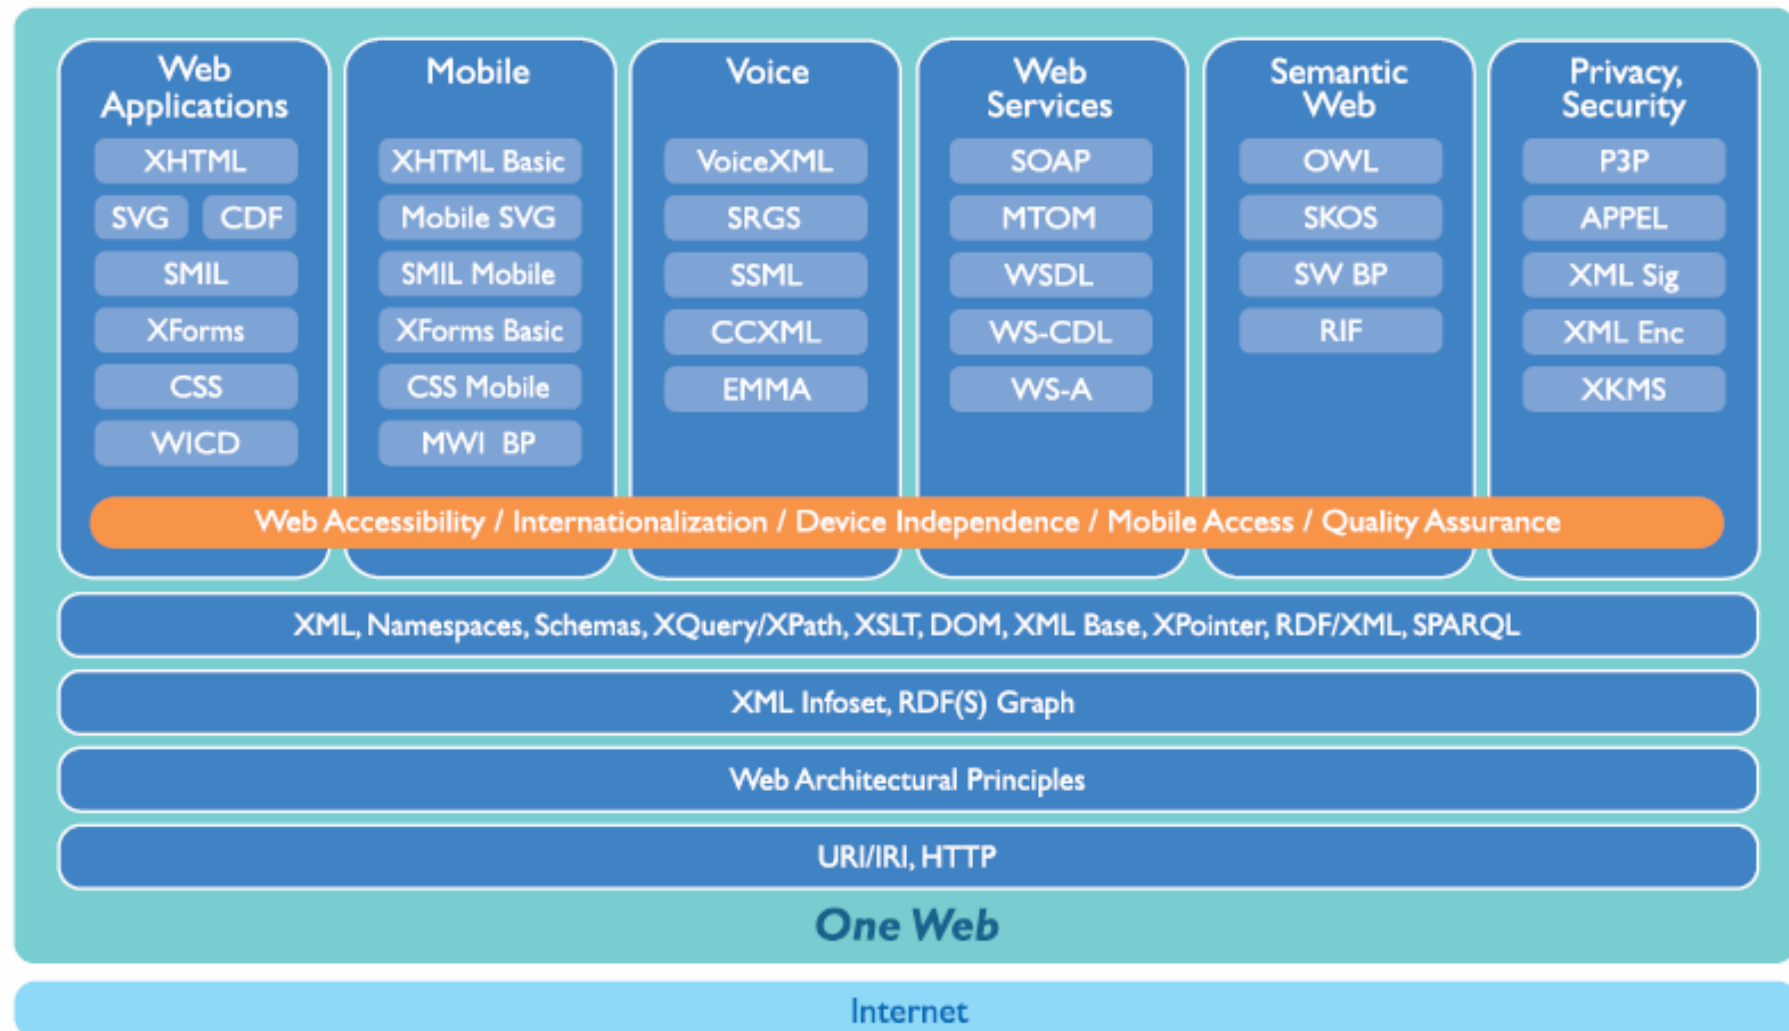 Web
Applications
XHTML
SVG
CDF
SMIL
XForms
CSS
WICD
Mobile
XHTML Basic
Mobile SVG
SMIL Mobile
XForms Basic
CSS Mobile
MWI BP
Voice
VoiceXML
SRGS
SSML
CCXML
EMMA
Web
Services
SOAP
MTOM
WSDL
WS-CDL
WS-A
Semantic
Web
OWL
SKOS
SW BP
RIF
Privacy,
Security
P3P
APPEL
XML Sig
XML Enc
XKMS
Web Accessibility / Internationalization / Device Independence / Mobile Access / Quality Assurance
XML, Namespaces, Schemas, XQuery/XPath, XSLT, DOM, XML Base, XPointer, RDF/XML, SPARQL
XML Infoset, RDF(S) Graph
Web Architectural Principles
URI/IRI, HTTP
One Web
Internet